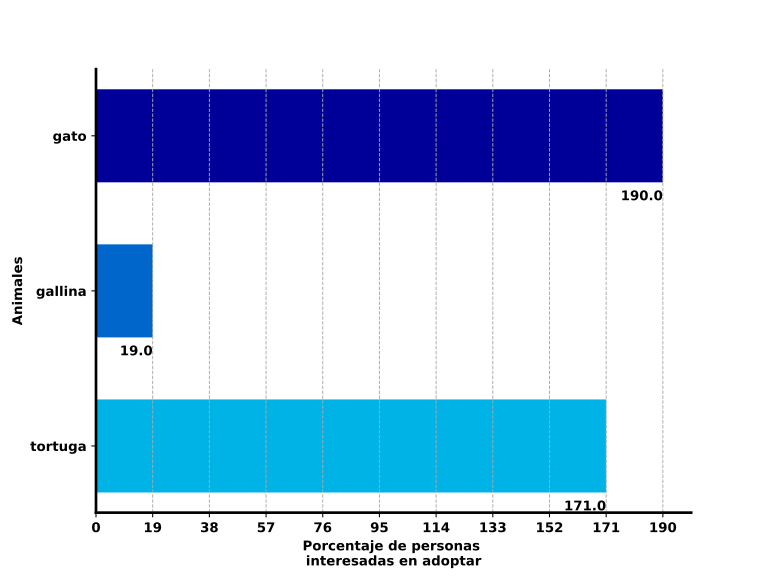 gato
190.0
Animales
gallina
19.0
tortuga
171.0
0 19 38 57 76 95 114 133 152 171 190
Porcentaje de personas
interesadas en adoptar